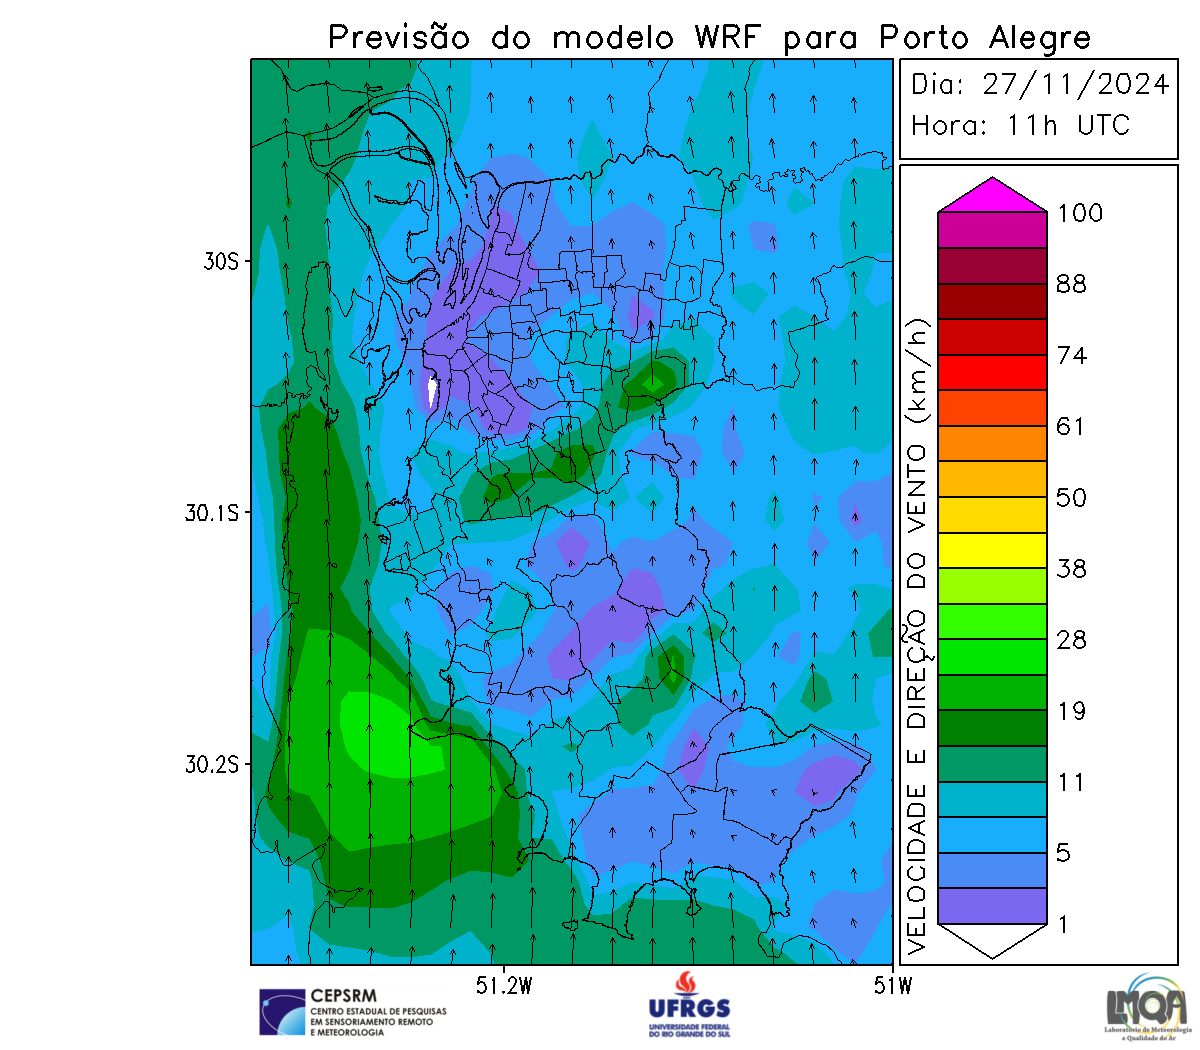 Previsão do modelo WRF para Porto Alegre
Dia: 27/11/2024
Hora: 11h UTC
100
88
74
61
50
38
28
19
11
5
1
VELOCIDADE E DIREÇÃO DO VENTO (km/h)
30S
30.1S
30.2S
51.2W
51W
CEPSRM
CENTRO ESTADUAL DE PESQUISAS
EM SENSORIAMENTO REMOTO
E METEOROLOGIA
UFRGS
UNIVERSIDADE FEDERAL
DO RIO GRANDE DO SUL
LMQA
Laboratório de Meteorologia
e Qualidade do Ar